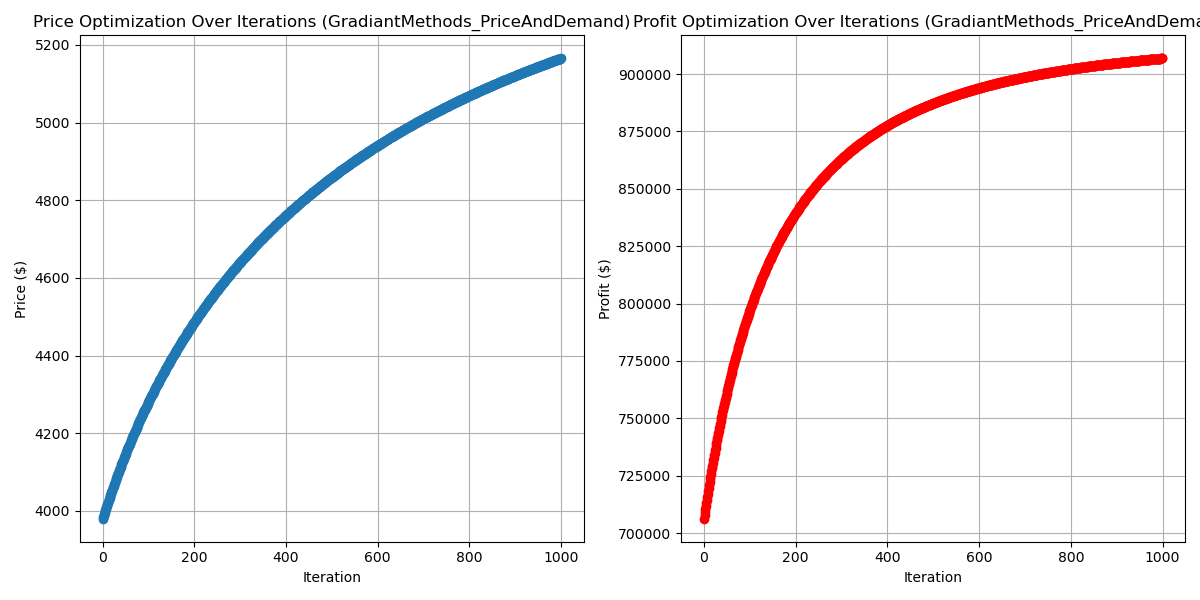 Price Optimization Over Iterations (GradiantMethods_PriceAndDemand)
5200
5000
4800
4600
4400
4200
4000
Price ($)
0 200 400 600 800 1000
Iteration
Profit Optimization Over Iterations (GradiantMethods_PriceAndDema
900000
875000
850000
825000
800000
775000
750000
725000
700000
Profit ($)
0 200 400 600 800 1000
Iteration